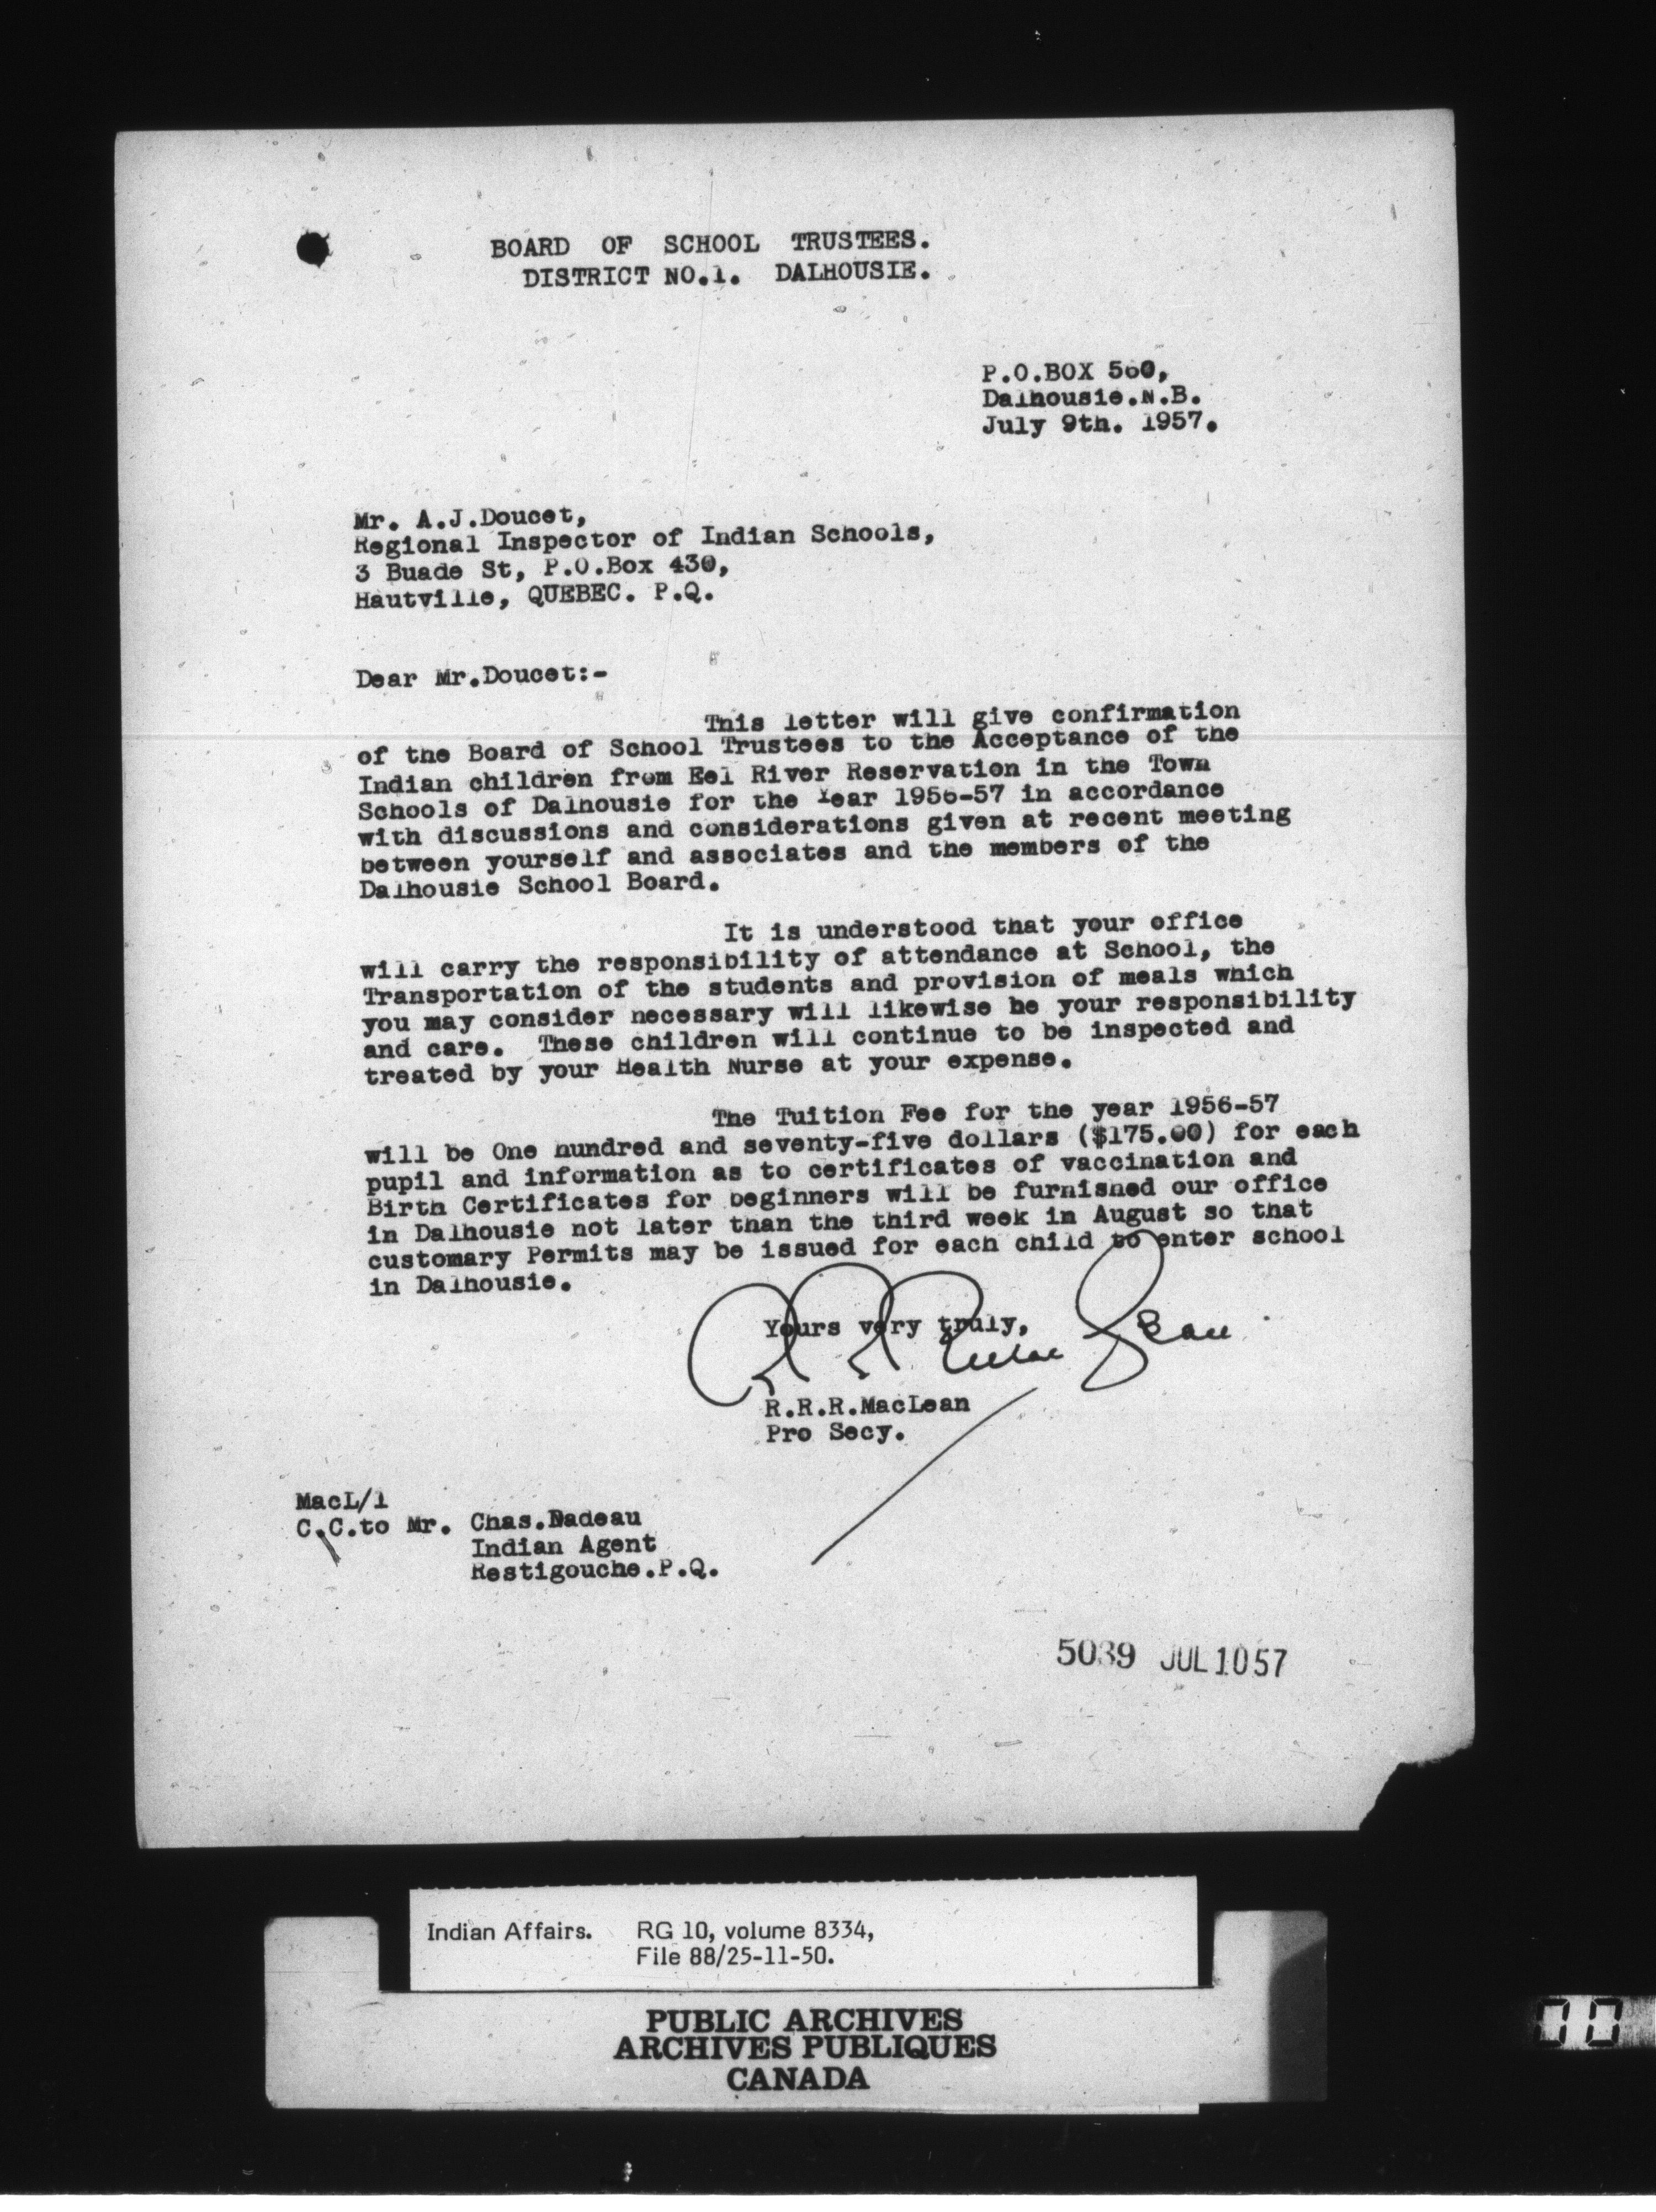 BOARD OF SCHOOL TRUSTEES.
DISTRICT NO.1. DALHOUSIE.
P.O.BOX 560,
Dalhousie.N.B.
July 9th. 1957.
Mr. A.J.Doucet,
Regional Inspector of Indian Schools,
3 Buade St, P.O.Box 430,
Hautville, QUEBEC. P.Q.
Dear Mr.Doucet:-
This letter will give confirmation
of the Board of School Trustees to the Acceptance of the
Indian children from Eel River Reservation in the Town
Schools of Dalhousie for the Year 1956-57 in accordance
with discussions and considerations given at recent meeting
between yourself and associates and the members of the
Dalhousie School Board.
It is understood that your office
will carry the responsibility of attendance at School, the
Transportation of the students and provision of meals which
you may consider necessary will likewise be your responsibility
and care. These children will continue to be inspected and
treated by your Health Nurse at your expense.
The Tuition Fee for the year 1956-57
will be One hundred and seventy-five dollars ($175.00) for each
pupil and information as to certificates of vaccination and
Birth Certificates for beginners will be furnished our office
in Dalhousie not later than the third week in August so that
customary Permits may be issued for each child to enter school
in Dalhousie.
Yours very truly,
R R R MacLean
R.R.R.MacLean
Pro Secy.
MacL/l
C.C.to Mr. Chas.Nadeau
Indian Agent
Restigouche.P.Q.
5039 JUL 10 57
Indian Affairs. RG 10, volume 8334,
File 88/25-11-50.
PUBLIC ARCHIVES
ARCHIVES PUBLIQUES
CANADA